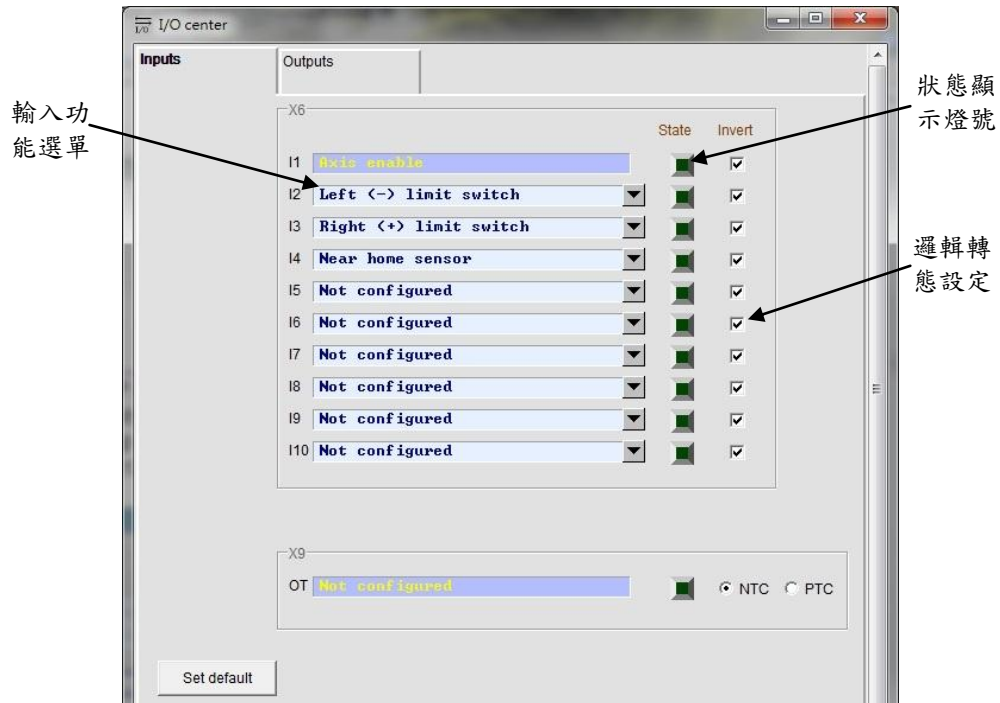 I/O center
Inputs
Outputs
輸入功
能選單
狀態顯
示燈號
邏輯轉
態設定
X6
State Invert
I1 Axis enable
I2 Left (-) limit switch
I3 Right (+) limit switch
I4 Near home sensor
I5 Not configured
I6 Not configured
I7 Not configured
I8 Not configured
I9 Not configured
I10 Not configured
X9
OT Not configured NTC PTC
Set default